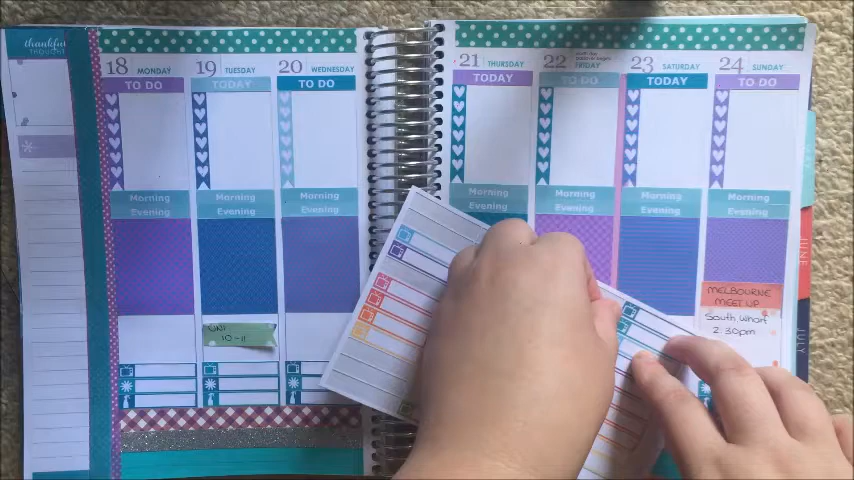 thankful
THOUGHT
18 MONDAY
19 TUESDAY
20 WEDNESDAY
21 THURSDAY
22 FRIDAY
23 SATURDAY
24 SUNDAY
TO DO
TODAY
TO DO
TODAY
TO DO
TODAY
TO DO
Morning
Evening
Morning
Evening
Morning
Evening
Morning
Evening
Morning
Evening
Morning
Evening
Morning
Evening
10-11
MELBOURNE
MEET UP
South Wharf
2:30pm
JUNE
JULY